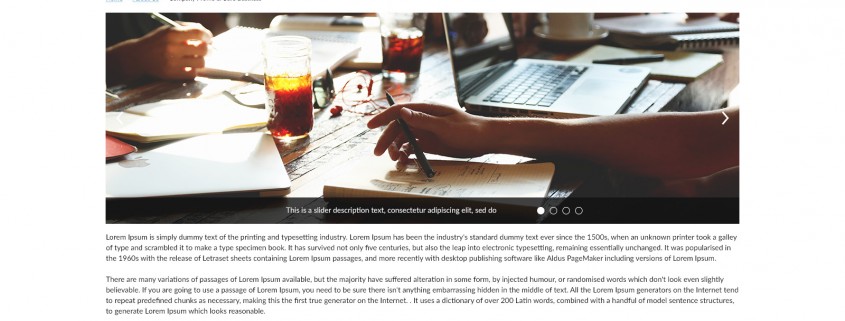 This is a slider description text, consectetur adipiscing elit, sed do
Lorem Ipsum is simply dummy text of the printing and typesetting industry. Lorem Ipsum has been the industry's standard dummy text ever since the 1500s, when an unknown printer took a galley
of type and scrambled it to make a type specimen book. It has survived not only five centuries, but also the leap into electronic typesetting, remaining essentially unchanged. It was popularised in
the 1960s with the release of Letraset sheets containing Lorem Ipsum passages, and more recently with desktop publishing software like Aldus PageMaker including versions of Lorem Ipsum.
There are many variations of passages of Lorem Ipsum available, but the majority have suffered alteration in some form, by injected humour, or randomised words which don't look even slightly
believable. If you are going to use a passage of Lorem Ipsum, you need to be sure there isn't anything embarrassing hidden in the middle of text. All the Lorem Ipsum generators on the Internet tend
to repeat predefined chunks as necessary, making this the first true generator on the Internet. . It uses a dictionary of over 200 Latin words, combined with a handful of model sentence structures,
to generate Lorem Ipsum which looks reasonable.